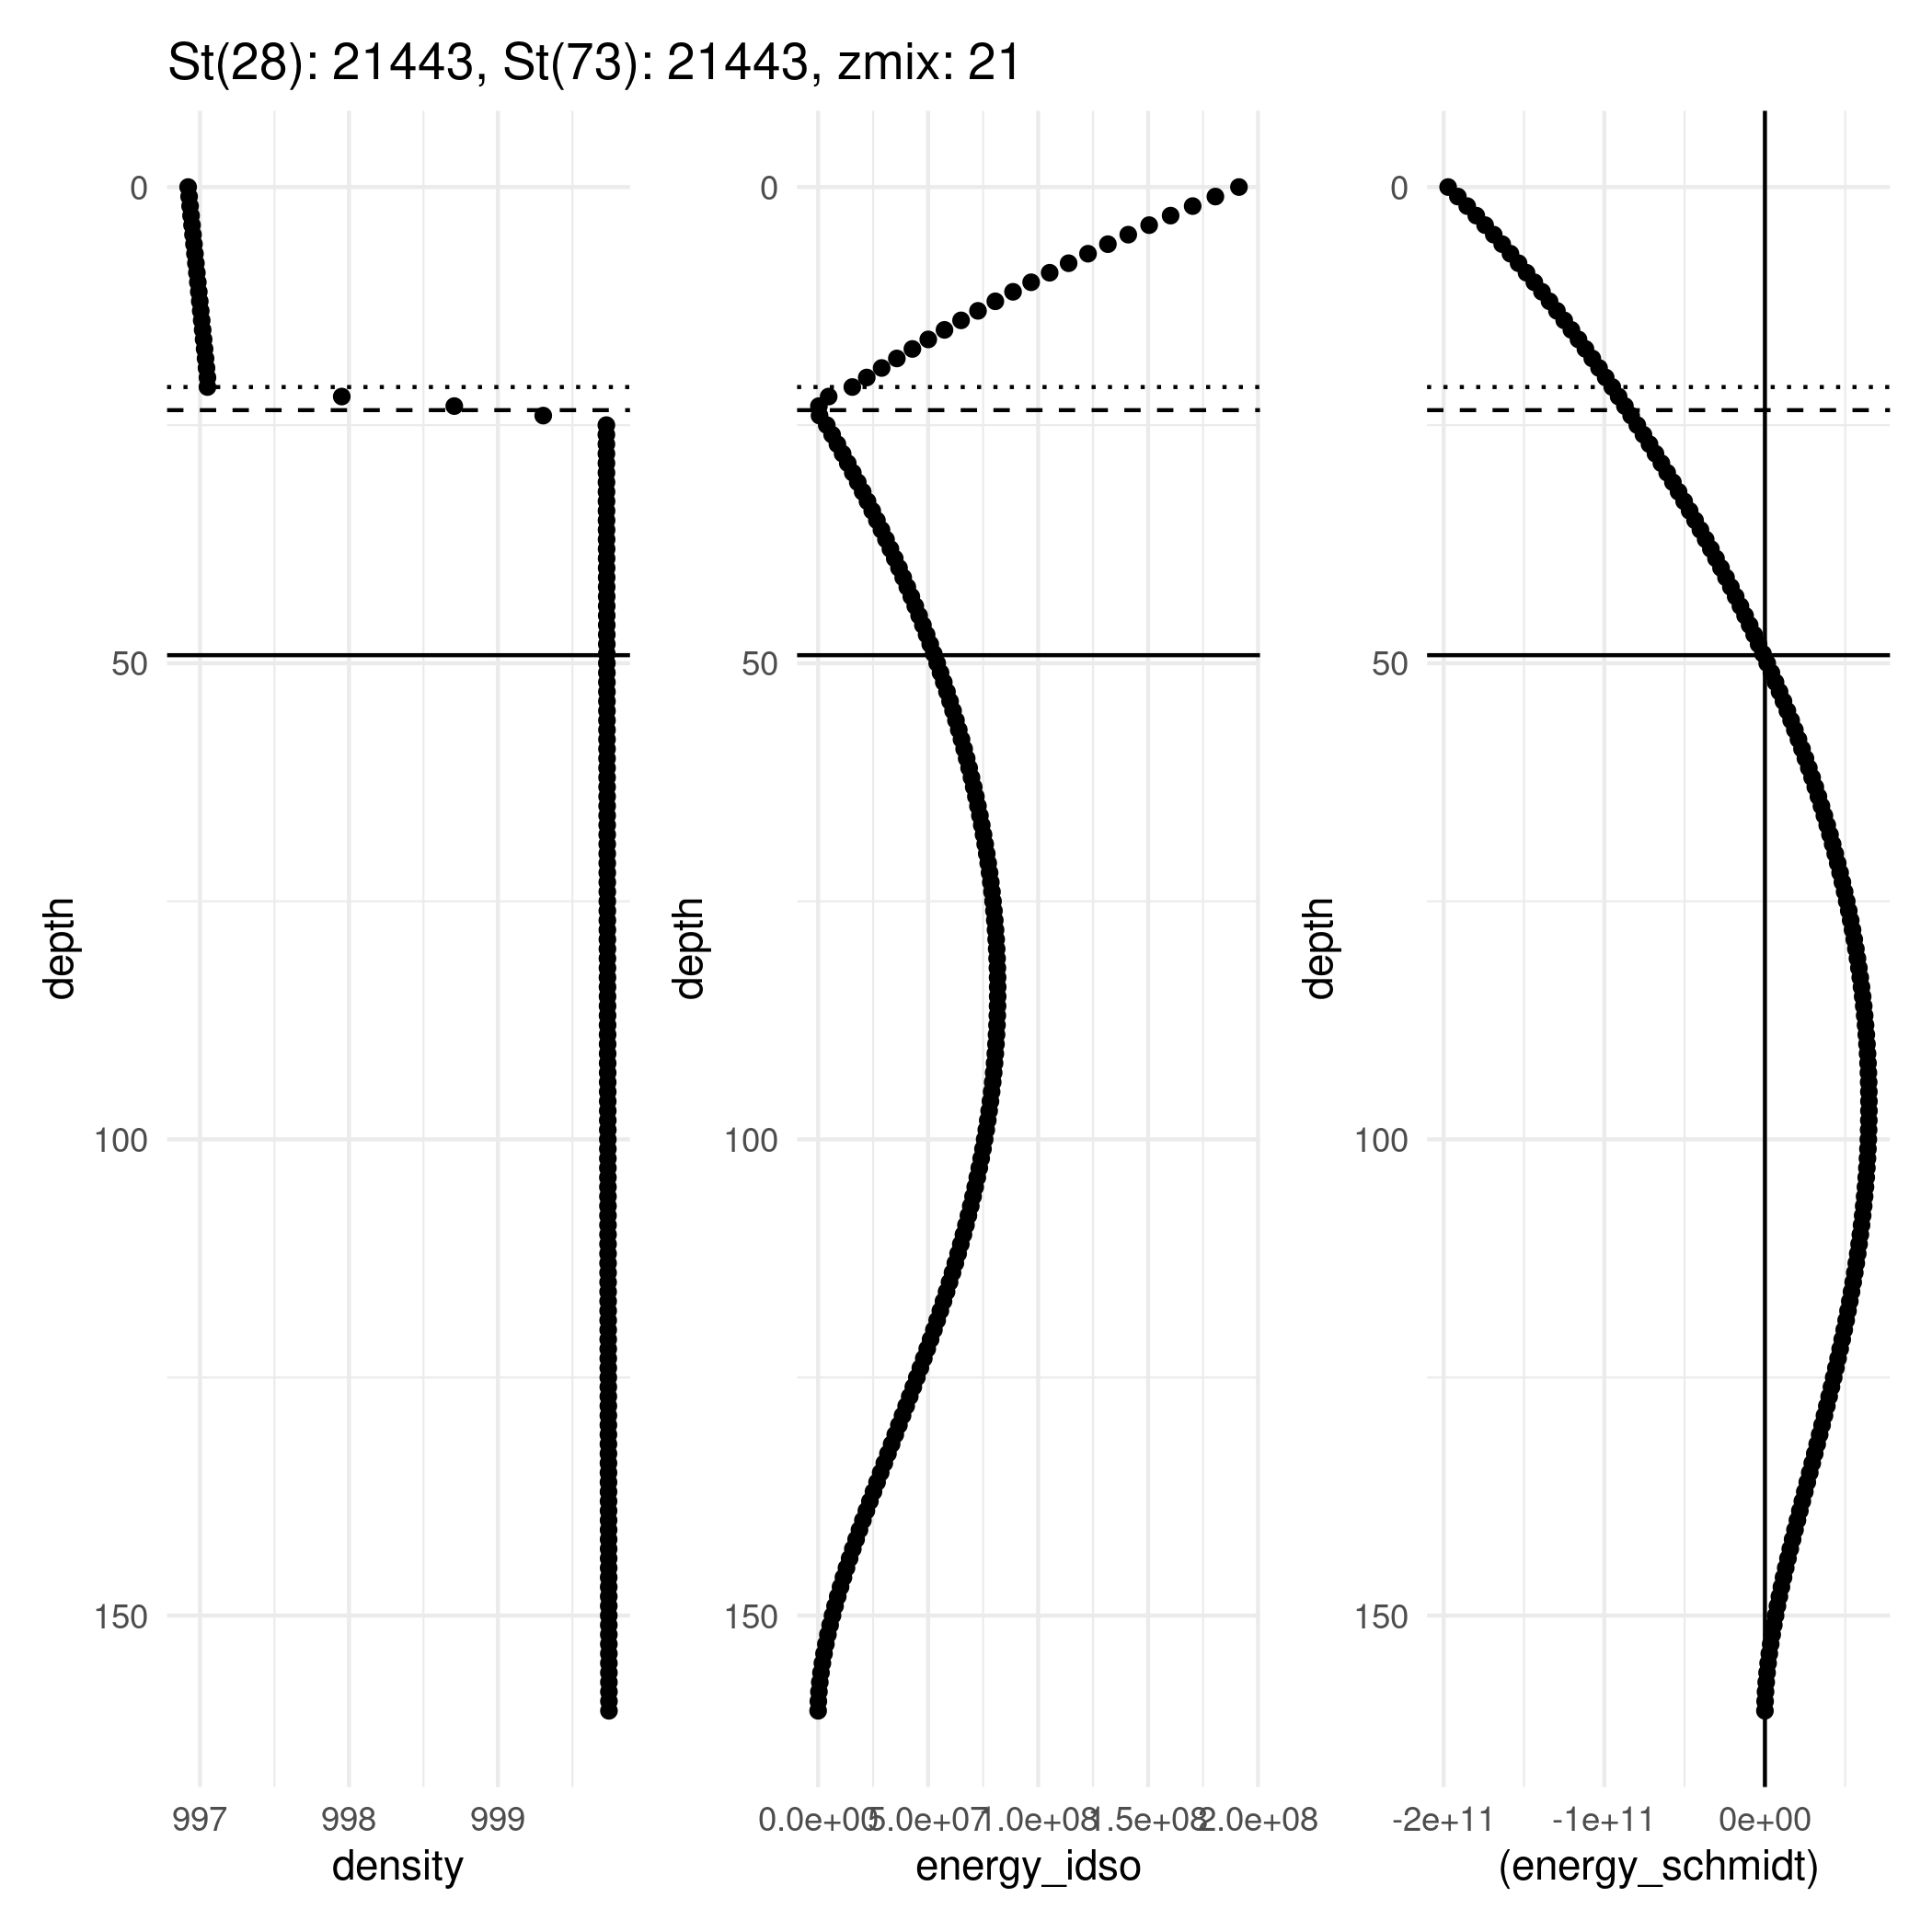 St(28): 21443, St(73): 21443, zmix: 21
0
50
100
150
depth
997
998
999
density
0
50
100
150
depth
0.0e+00
5.0e+07
1.0e+08
1.5e+08
2.0e+08
energy_idso
0
50
100
150
depth
-2e+11
-1e+11
0e+00
(energy_schmidt)